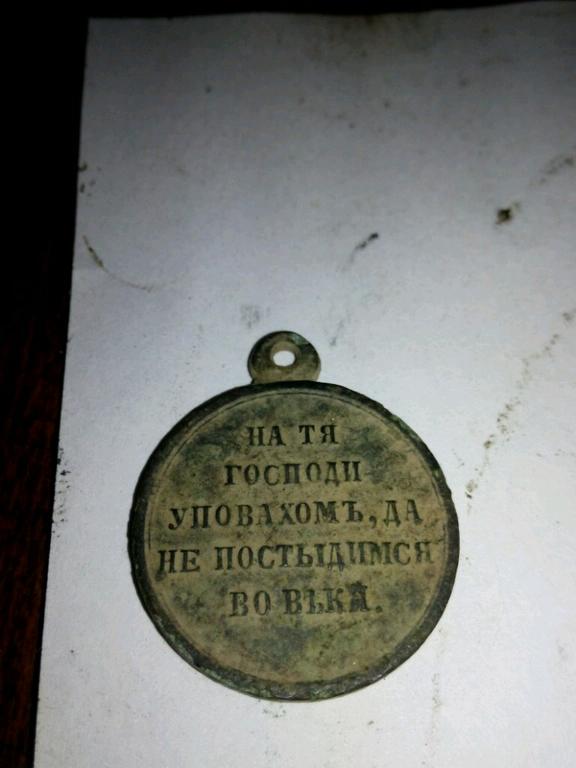 НА ТЯ
ГОСПОДИ
УПОВАХОМЪ, ДА
НЕ ПОСТЫДИМСЯ
ВО ВѢКИ.